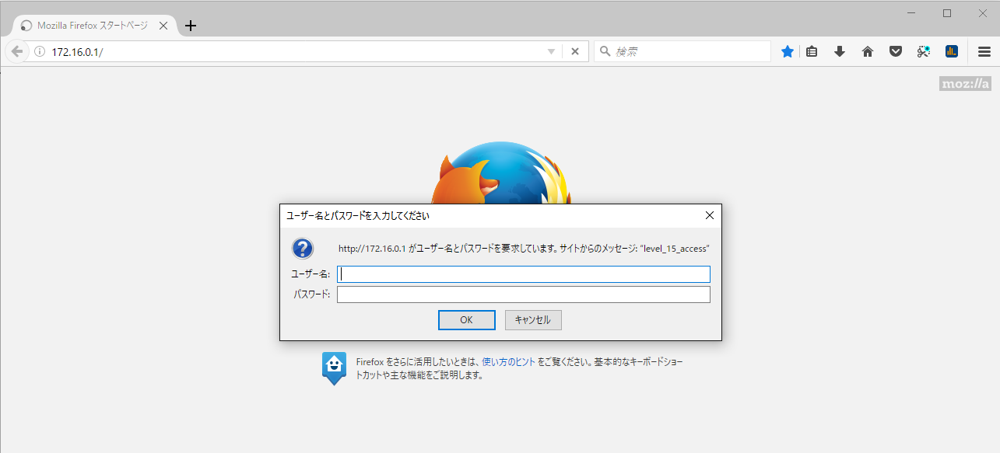 Mozilla Firefox スタートページ
172.16.0.1/
検索
moz://a
ユーザー名とパスワードを入力してください
http://172.16.0.1 がユーザー名とパスワードを要求しています。サイトからのメッセージ: “level_15_access”
ユーザー名:
パスワード:
OK
キャンセル
Firefox をさらに活用したいときは、使い方のヒント をご覧ください。基本的なキーボードショー
トカットや主な機能をご説明します。